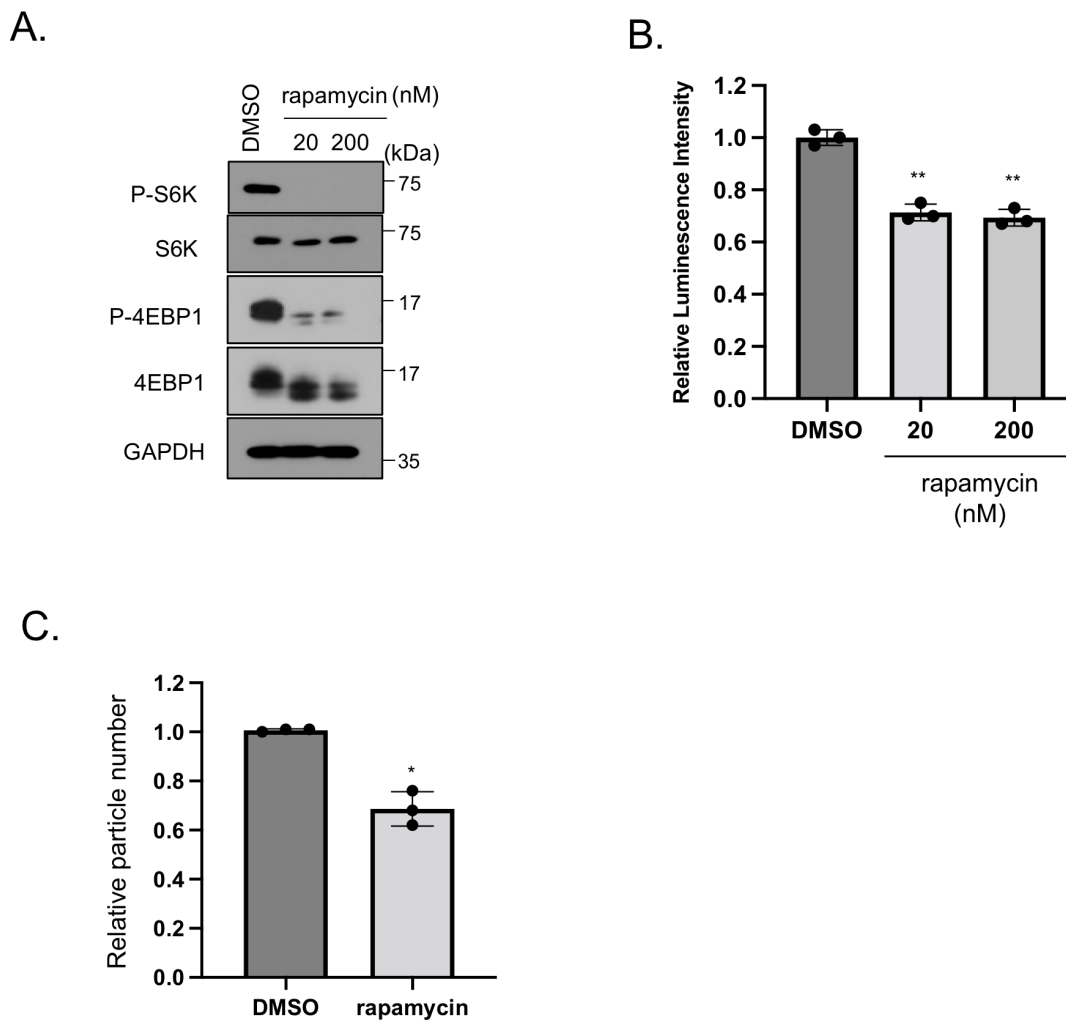 A.
DMSO
rapamycin (nM)
20 200
(kDa)
P-S6K
75
S6K
75
P-4EBP1
17
4EBP1
17
GAPDH
35
B.
Relative Luminescence Intensity
1.2
1.0
0.8
0.6
0.4
0.2
0.0
**
**
DMSO 20 200
rapamycin
(nM)
C.
Relative particle number
1.2
1.0
0.8
0.6
0.4
0.2
0.0
*
DMSO rapamycin